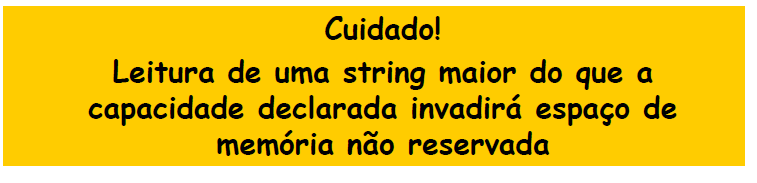 Cuidado!
Leitura de uma string maior do que a
capacidade declarada invadirá espaço de
memória não reservada